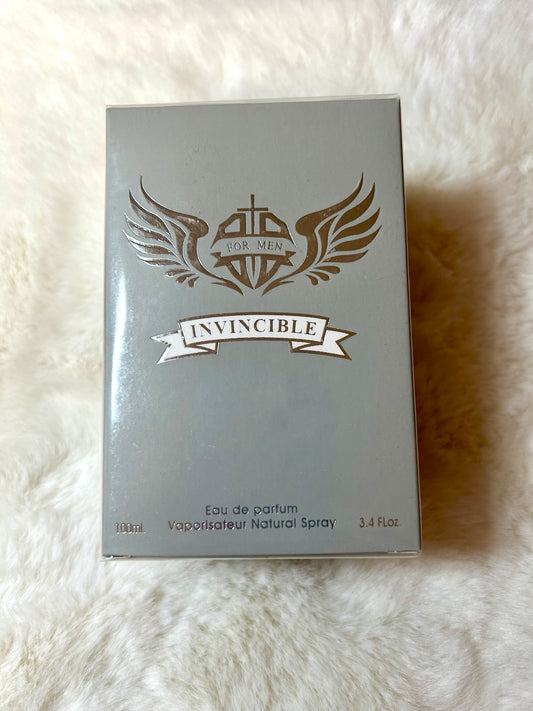 FOR MEN
INVINCIBLE
Eau de parfum
100ml. Vaporisateur Natural Spray 3.4 FLoz.